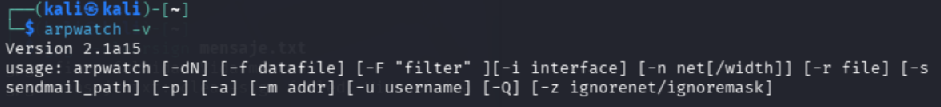 (kali㉿kali)-[~]
$ arpwatch -v
Version 2.1a15
usage: arpwatch [-dN] [-f datafile] [-F "filter" ][-i interface] [-n net[/width]] [-r file] [-s
sendmail_path] [-p] [-a] [-m addr] [-u username] [-Q] [-z ignorenet/ignoremask]